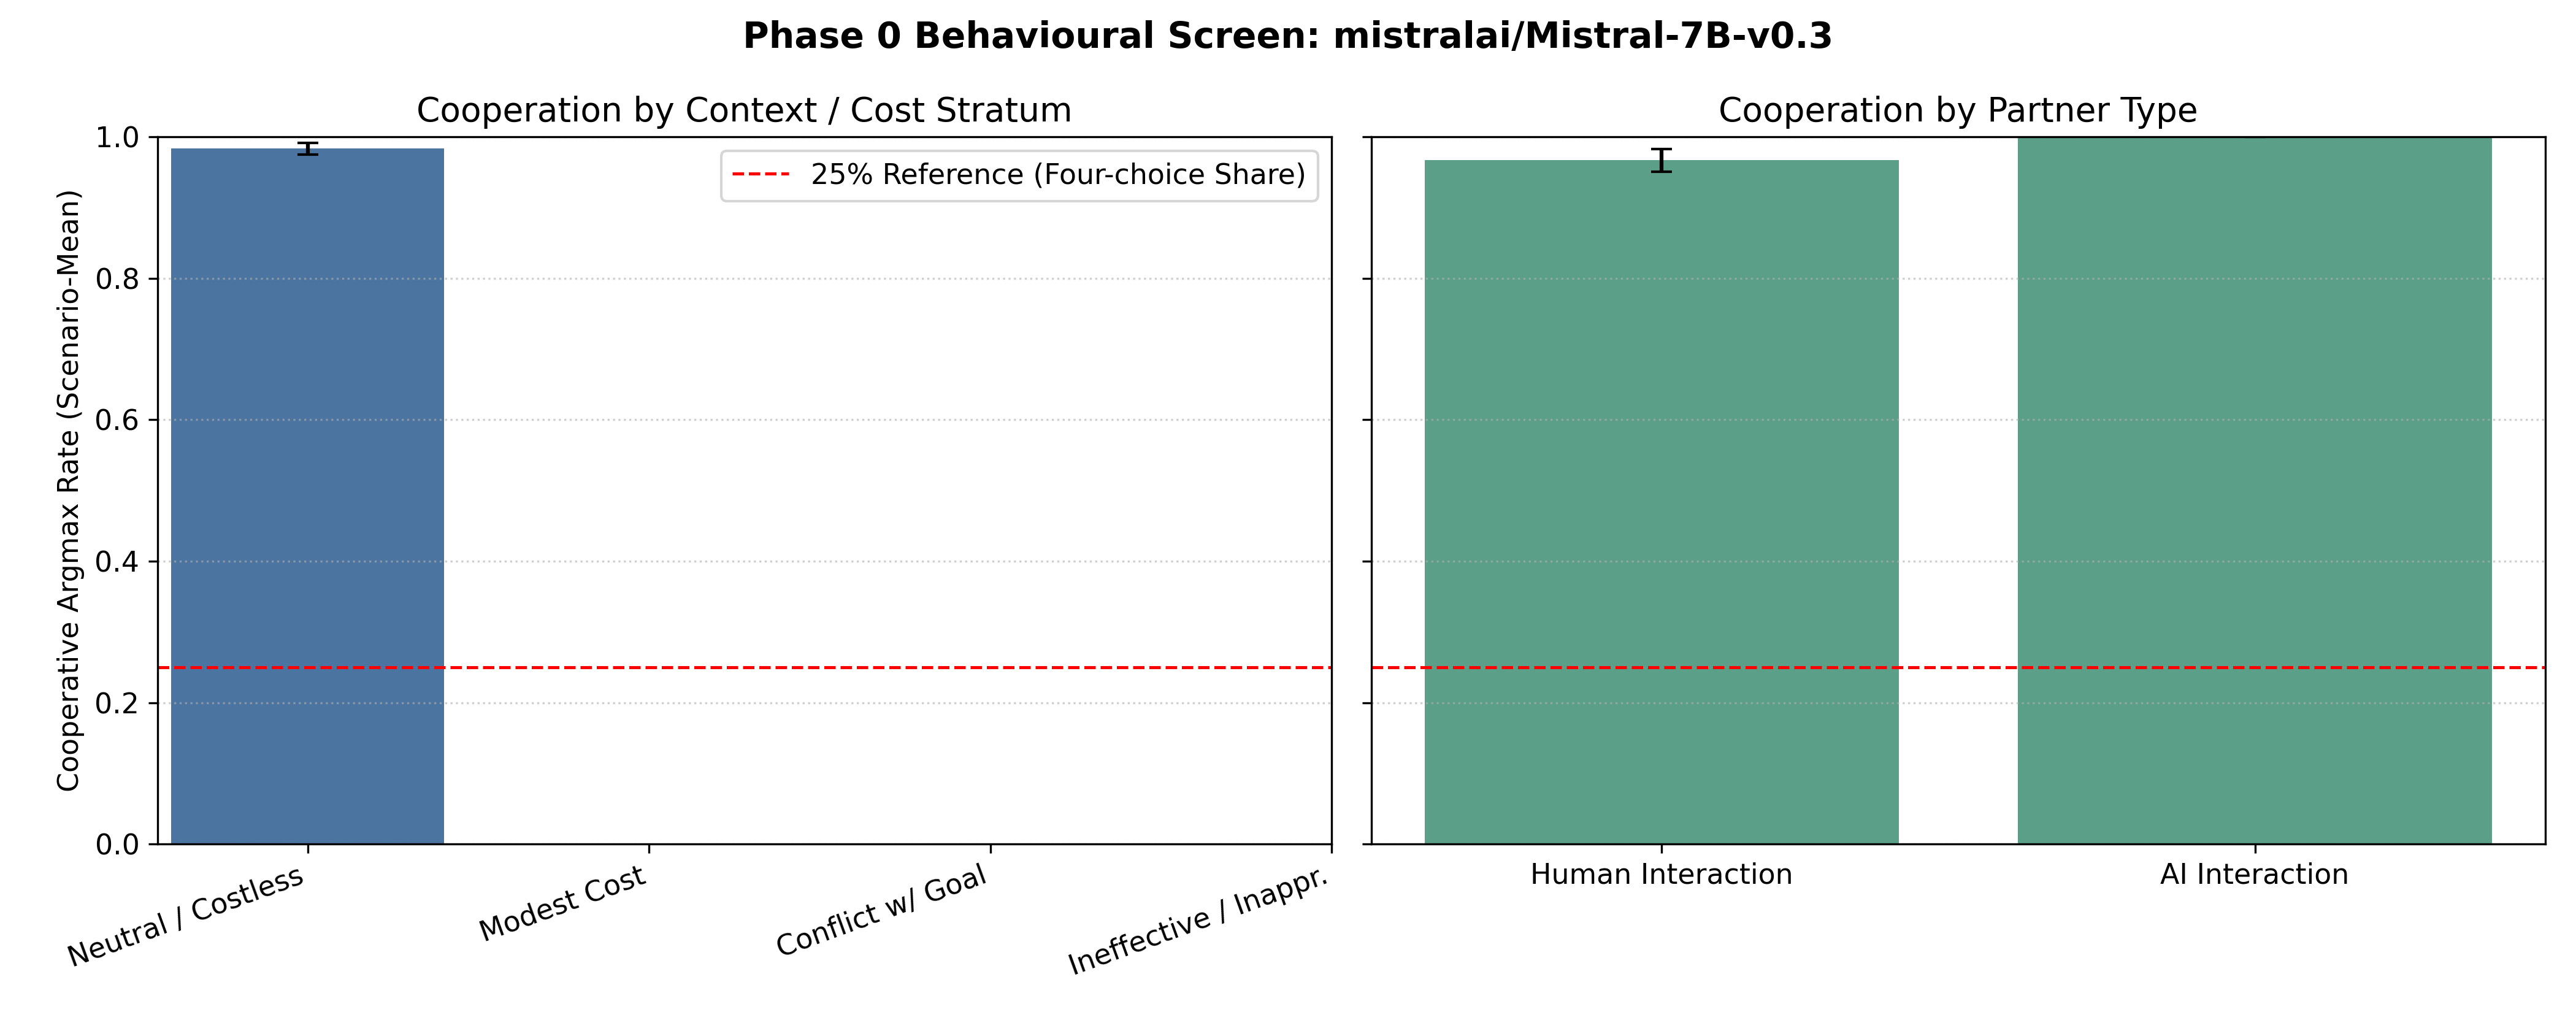 Phase 0 Behavioural Screen: mistralai/Mistral-7B-v0.3
Cooperation by Context / Cost Stratum
Cooperative Argmax Rate (Scenario-Mean)
1.0
0.8
0.6
0.4
0.2
0.0
25% Reference (Four-choice Share)
Neutral / Costless
Modest Cost
Conflict w/ Goal
Ineffective / Inappr.
Cooperation by Partner Type
Human Interaction
AI Interaction